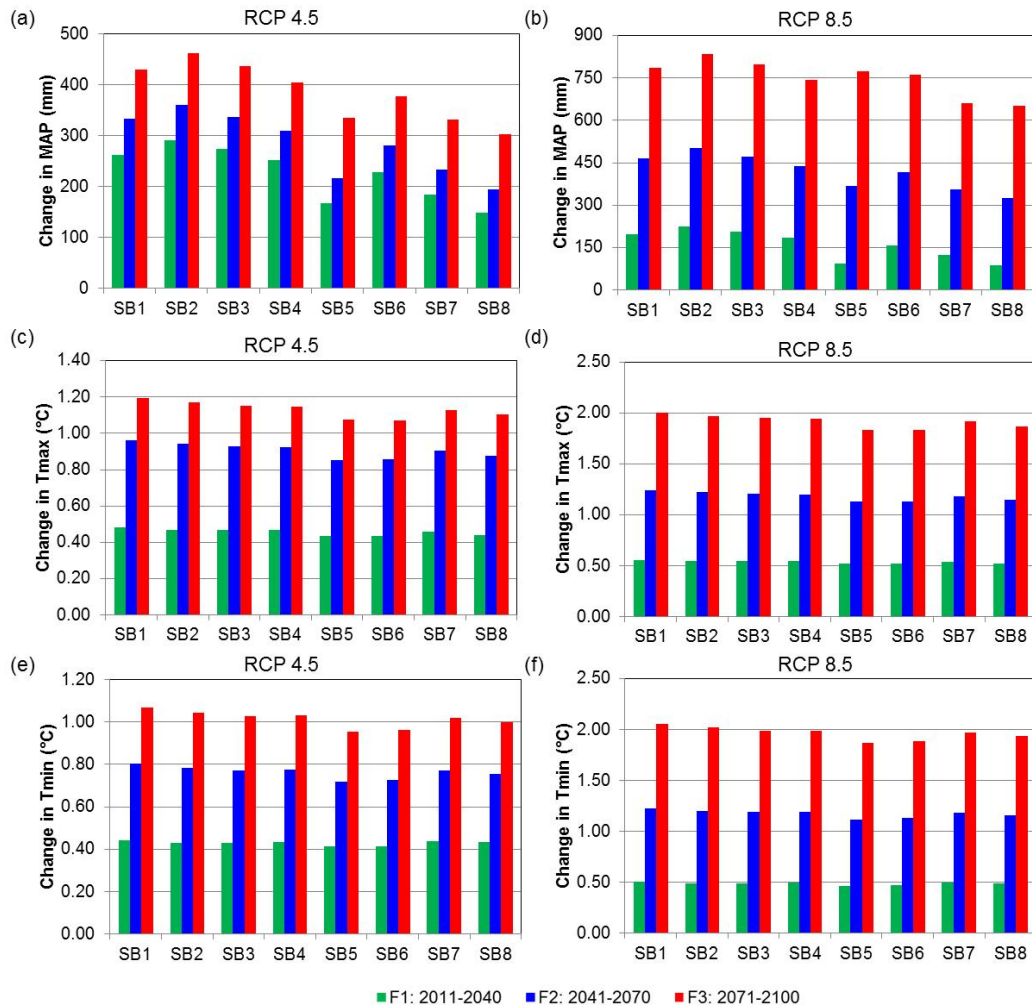 (a)
RCP 4.5
Change in MAP (mm)
500
400
300
200
100
0
SB1 SB2 SB3 SB4 SB5 SB6 SB7 SB8
(b)
RCP 8.5
Change in MAP (mm)
900
750
600
450
300
150
0
SB1 SB2 SB3 SB4 SB5 SB6 SB7 SB8
(c)
RCP 4.5
Change in Tmax (°C)
1.40
1.20
1.00
0.80
0.60
0.40
0.20
0.00
SB1 SB2 SB3 SB4 SB5 SB6 SB7 SB8
(d)
RCP 8.5
Change in Tmax (°C)
2.50
2.00
1.50
1.00
0.50
0.00
SB1 SB2 SB3 SB4 SB5 SB6 SB7 SB8
(e)
RCP 4.5
Change in Tmin (°C)
1.20
1.00
0.80
0.60
0.40
0.20
0.00
SB1 SB2 SB3 SB4 SB5 SB6 SB7 SB8
(f)
RCP 8.5
Change in Tmin (°C)
2.50
2.00
1.50
1.00
0.50
0.00
SB1 SB2 SB3 SB4 SB5 SB6 SB7 SB8
F1: 2011-2040 F2: 2041-2070 F3: 2071-2100